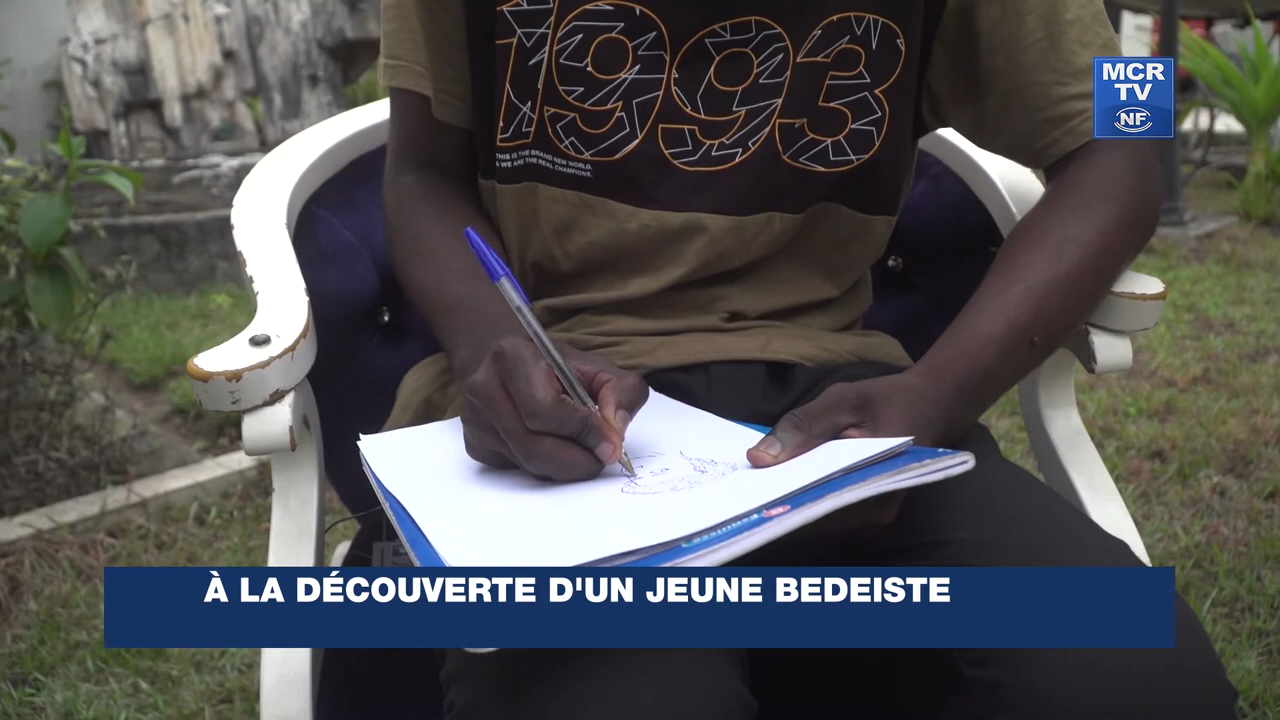 1993
THIS IS THE BRAND NEW WORLD.
WE ARE THE REAL CHAMPIONS.
MCR
TV
NF
À LA DÉCOUVERTE D'UN JEUNE BEDEISTE